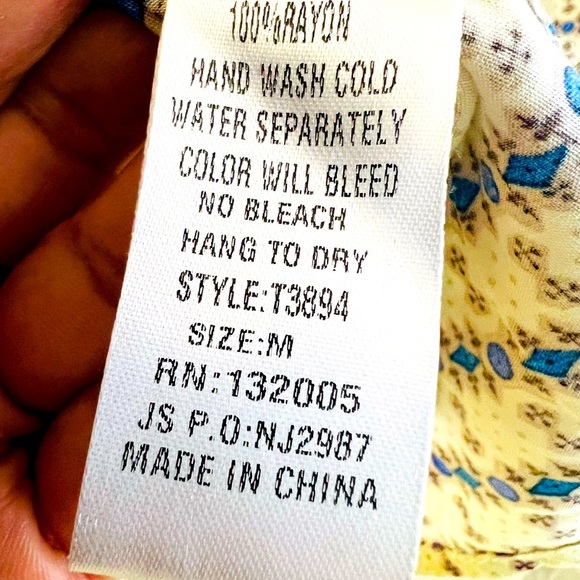 100%RAYON
HAND WASH COLD
WATER SEPARATELY
COLOR WILL BLEED
NO BLEACH
HANG TO DRY
STYLE:T3894
SIZE:M
RN:132005
JS P.O:NJ2987
MADE IN CHINA